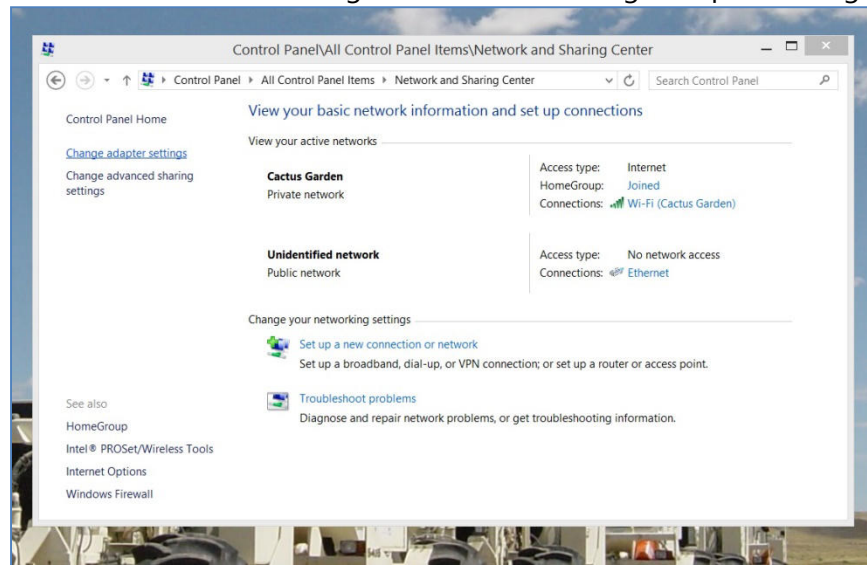 Control Panel\All Control Panel Items\Network and Sharing Center
Control Panel ▸ All Control Panel Items ▸ Network and Sharing Center
Search Control Panel
Control Panel Home
Change adapter settings
Change advanced sharing
settings
View your basic network information and set up connections
View your active networks
Cactus Garden
Private network
Access type: Internet
HomeGroup: Joined
Connections: Wi-Fi (Cactus Garden)
Unidentified network
Public network
Access type: No network access
Connections: Ethernet
Change your networking settings
Set up a new connection or network
Set up a broadband, dial-up, or VPN connection; or set up a router or access point.
Troubleshoot problems
Diagnose and repair network problems, or get troubleshooting information.
See also
HomeGroup
Intel® PROSet/Wireless Tools
Internet Options
Windows Firewall